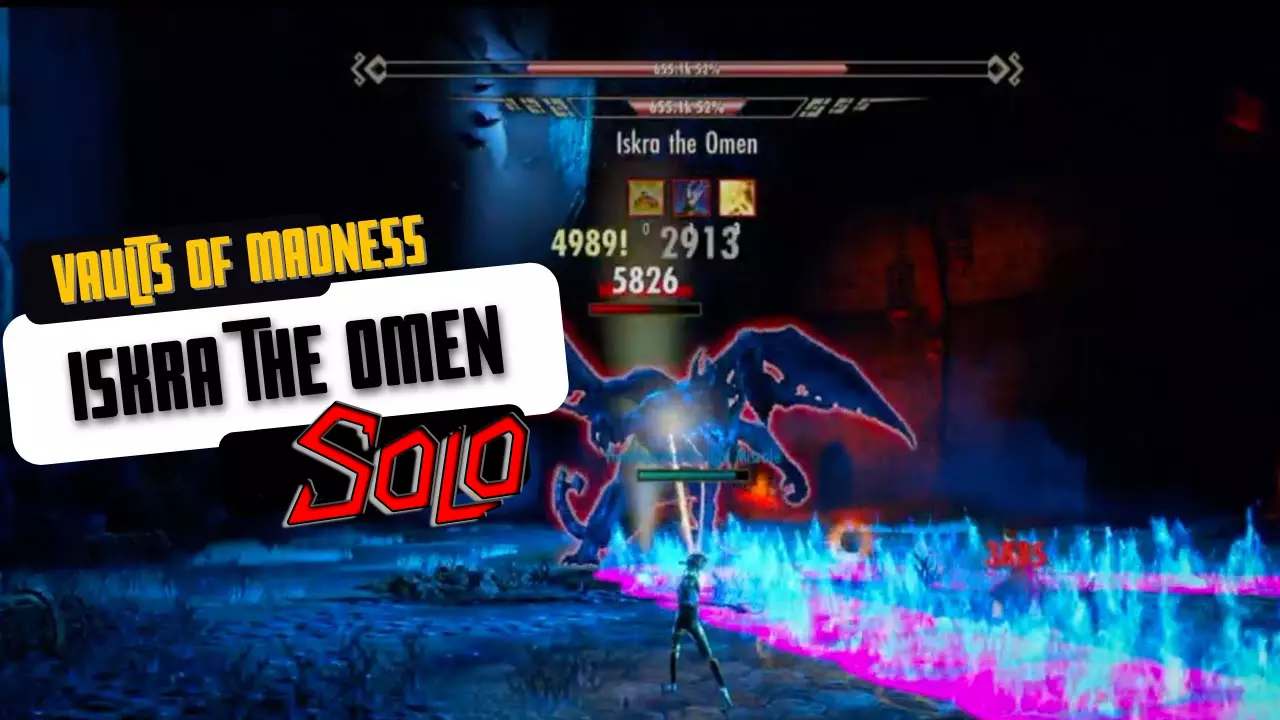 655.1k 52%
655.1k 52%
Iskra the Omen
4989! 0 2913
5826
VAULTS OF MADNESS
ISKRA THE OMEN
SOLO